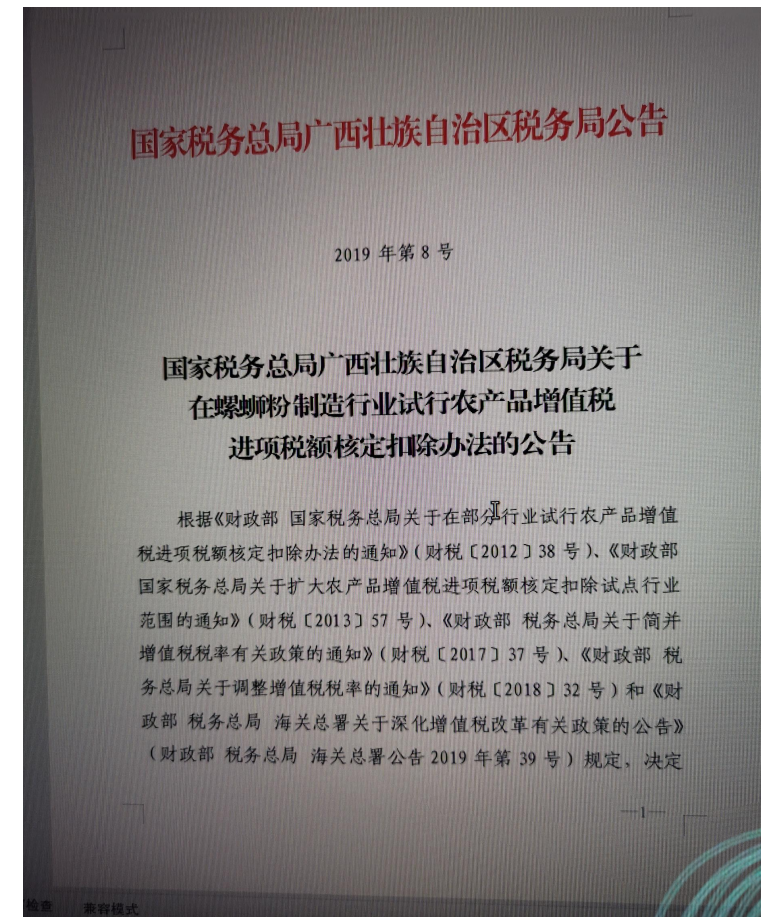 国家税务总局广西壮族自治区税务局公告
2019 年第 8 号
国家税务总局广西壮族自治区税务局关于
在螺蛳粉制造行业试行农产品增值税
进项税额核定扣除办法的公告
根据《财政部 国家税务总局关于在部分行业试行农产品增值
税进项税额核定扣除办法的通知》（财税〔2012〕38 号）、《财政部
国家税务总局关于扩大农产品增值税进项税额核定扣除试点行业
范围的通知》（财税〔2013〕57 号）、《财政部 税务总局关于简并
增值税税率有关政策的通知》（财税〔2017〕37 号）、《财政部 税
务总局关于调整增值税税率的通知》（财税〔2018〕32 号）和《财
政部 税务总局 海关总署关于深化增值税改革有关政策的公告》
（财政部 税务总局 海关总署公告 2019 年第 39 号）规定，决定
—1—
检查 兼容模式